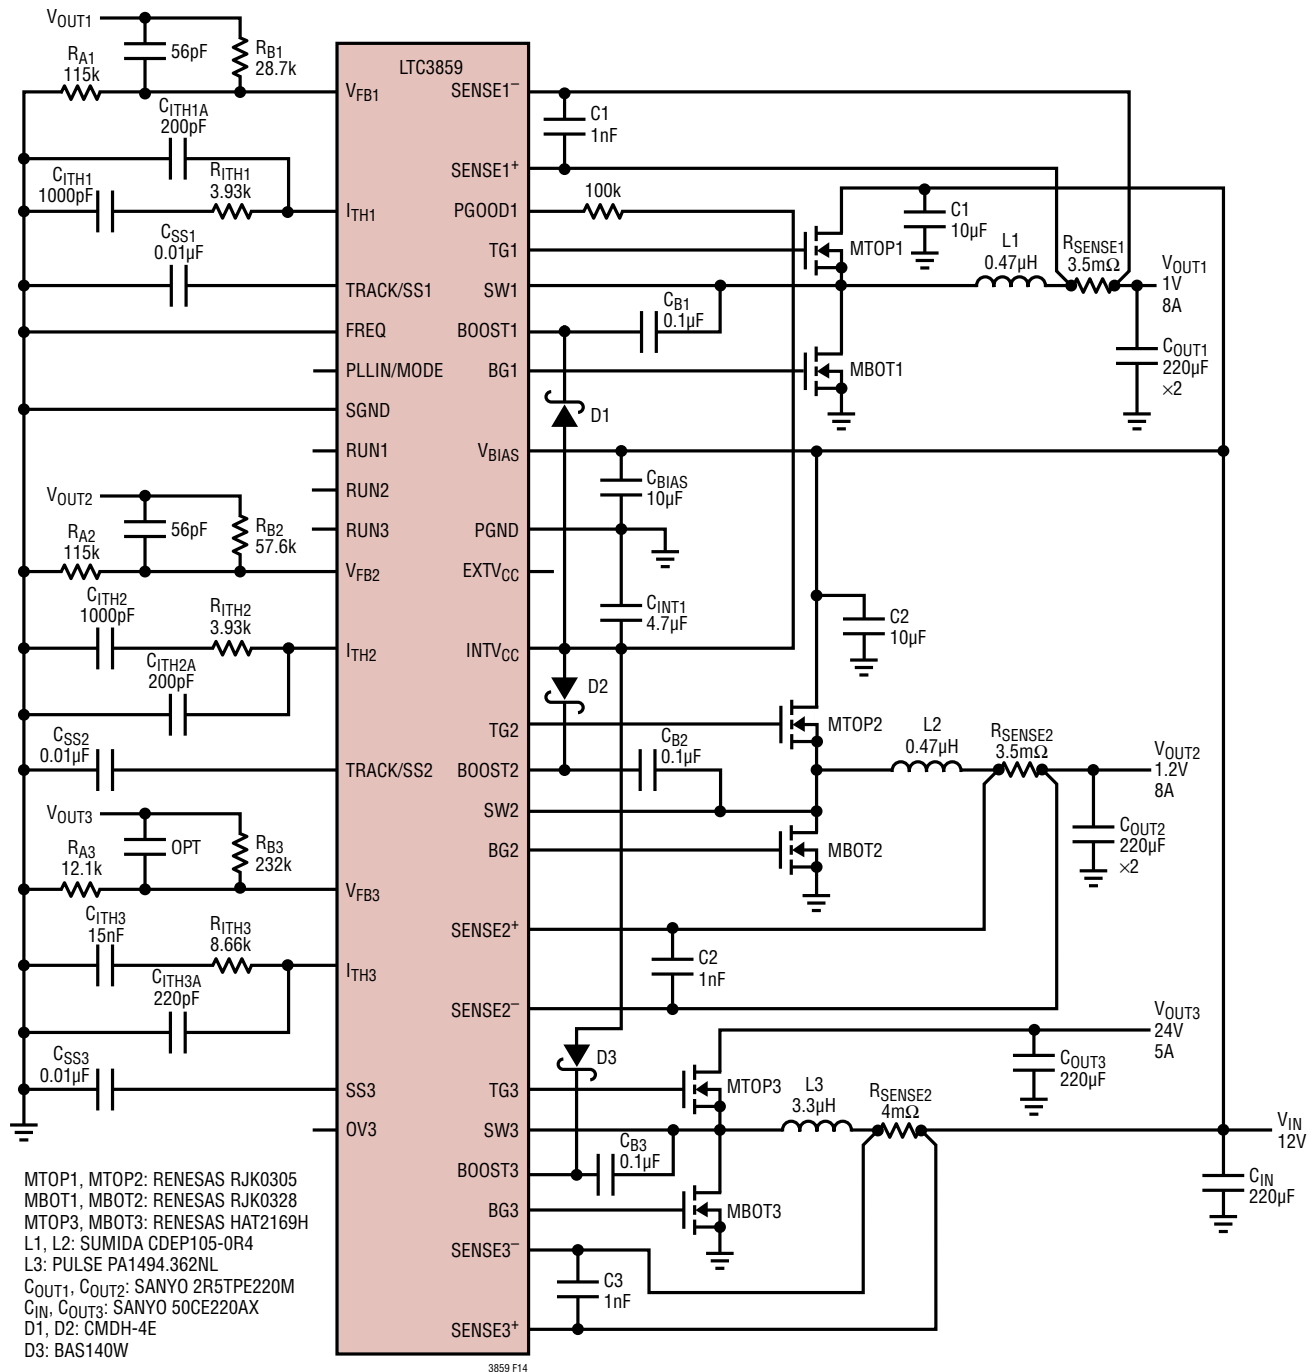 VOUT1
56pF
RB1
28.7k
RA1
115k
LTC3859
VFB1
SENSE1−
CITH1A
200pF
C1
1nF
SENSE1+
CITH1
1000pF
RITH1
3.93k
ITH1
PGOOD1
100k
C1
10µF
MTOP1
TG1
L1
0.47µH
RSENSE1
3.5mΩ
VOUT1
1V
8A
CSS1
0.01µF
TRACK/SS1
SW1
CB1
0.1µF
FREQ
BOOST1
COUT1
220µF
×2
PLLIN/MODE
BG1
MBOT1
SGND
D1
RUN1
VBIAS
CBIAS
10µF
RUN2
VOUT2
56pF
RB2
57.6k
RUN3
PGND
RA2
115k
VFB2
EXTVCC
CITH2
1000pF
RITH2
3.93k
CINT1
4.7µF
C2
10µF
ITH2
INTVCC
CITH2A
200pF
D2
TG2
MTOP2
L2
0.47µH
RSENSE2
3.5mΩ
VOUT2
1.2V
8A
CSS2
0.01µF
CB2
0.1µF
TRACK/SS2
BOOST2
SW2
VOUT3
OPT
RB3
232k
BG2
MBOT2
COUT2
220µF
×2
RA3
12.1k
VFB3
CITH3
15nF
RITH3
8.66k
SENSE2+
C2
1nF
ITH3
CITH3A
220pF
SENSE2−
VOUT3
24V
5A
CSS3
0.01µF
D3
COUT3
220µF
SS3
TG3
MTOP3
L3
3.3µH
RSENSE2
4mΩ
OV3
SW3
VIN
12V
CB3
0.1µF
BOOST3
CIN
220µF
BG3
MBOT3
SENSE3−
C3
1nF
SENSE3+
MTOP1, MTOP2: RENESAS RJK0305
MBOT1, MBOT2: RENESAS RJK0328
MTOP3, MBOT3: RENESAS HAT2169H
L1, L2: SUMIDA CDEP105-0R4
L3: PULSE PA1494.362NL
COUT1, COUT2: SANYO 2R5TPE220M
CIN, COUT3: SANYO 50CE220AX
D1, D2: CMDH-4E
D3: BAS140W
3859 F14